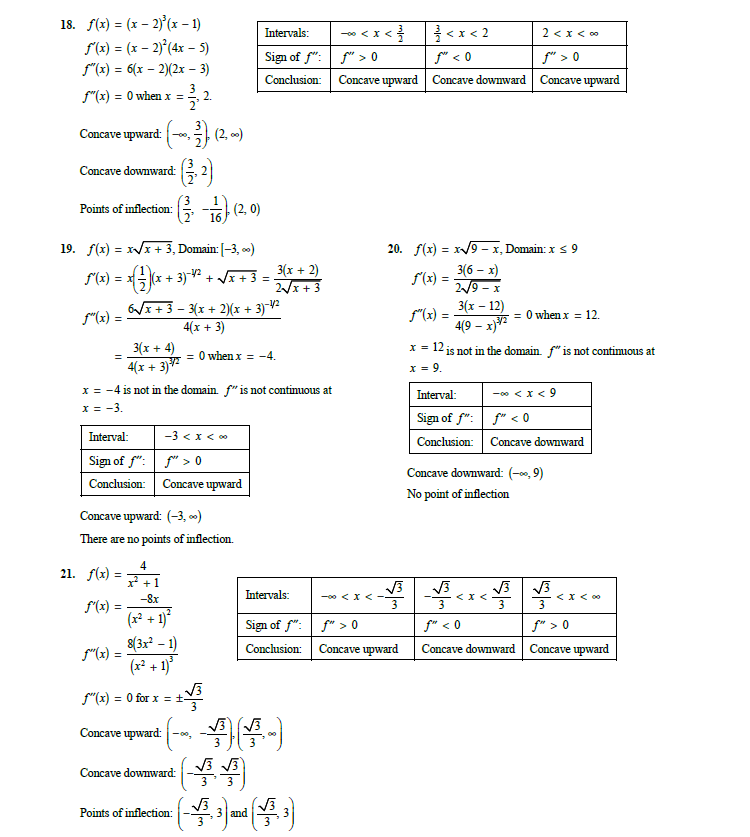 18. f(x) = (x − 2)³(x − 1)
f′(x) = (x − 2)²(4x − 5)
f″(x) = 6(x − 2)(2x − 3)
f″(x) = 0 when x = 3/2, 2.
Intervals: −∞ < x < 3/2 3/2 < x < 2 2 < x < ∞
Sign of f″: f″ > 0 f″ < 0 f″ > 0
Conclusion: Concave upward Concave downward Concave upward
Concave upward: (−∞, 3/2), (2, ∞)
Concave downward: (3/2, 2)
Points of inflection: (3/2, −1/16), (2, 0)
19. f(x) = x√(x + 3), Domain: [−3, ∞)
f′(x) = x(1/2)(x + 3)^(−1/2) + √(x + 3) = 3(x + 2)/(2√(x + 3))
f″(x) = (6√(x + 3) − 3(x + 2)(x + 3)^(−1/2))/(4(x + 3))
= 3(x + 4)/(4(x + 3)^(3/2)) = 0 when x = −4.
x = −4 is not in the domain. f″ is not continuous at
x = −3.
Interval: −3 < x < ∞
Sign of f″: f″ > 0
Conclusion: Concave upward
Concave upward: (−3, ∞)
There are no points of inflection.
20. f(x) = x√(9 − x), Domain: x ≤ 9
f′(x) = 3(6 − x)/(2√(9 − x))
f″(x) = 3(x − 12)/(4(9 − x)^(3/2)) = 0 when x = 12.
x = 12 is not in the domain. f″ is not continuous at
x = 9.
Interval: −∞ < x < 9
Sign of f″: f″ < 0
Conclusion: Concave downward
Concave downward: (−∞, 9)
No point of inflection
21. f(x) = 4/(x² + 1)
f′(x) = −8x/(x² + 1)²
f″(x) = 8(3x² − 1)/(x² + 1)³
f″(x) = 0 for x = ±√3/3
Intervals: −∞ < x < −√3/3 −√3/3 < x < √3/3 √3/3 < x < ∞
Sign of f″: f″ > 0 f″ < 0 f″ > 0
Conclusion: Concave upward Concave downward Concave upward
Concave upward: (−∞, −√3/3), (√3/3, ∞)
Concave downward: (−√3/3, √3/3)
Points of inflection: (−√3/3, 3) and (√3/3, 3)